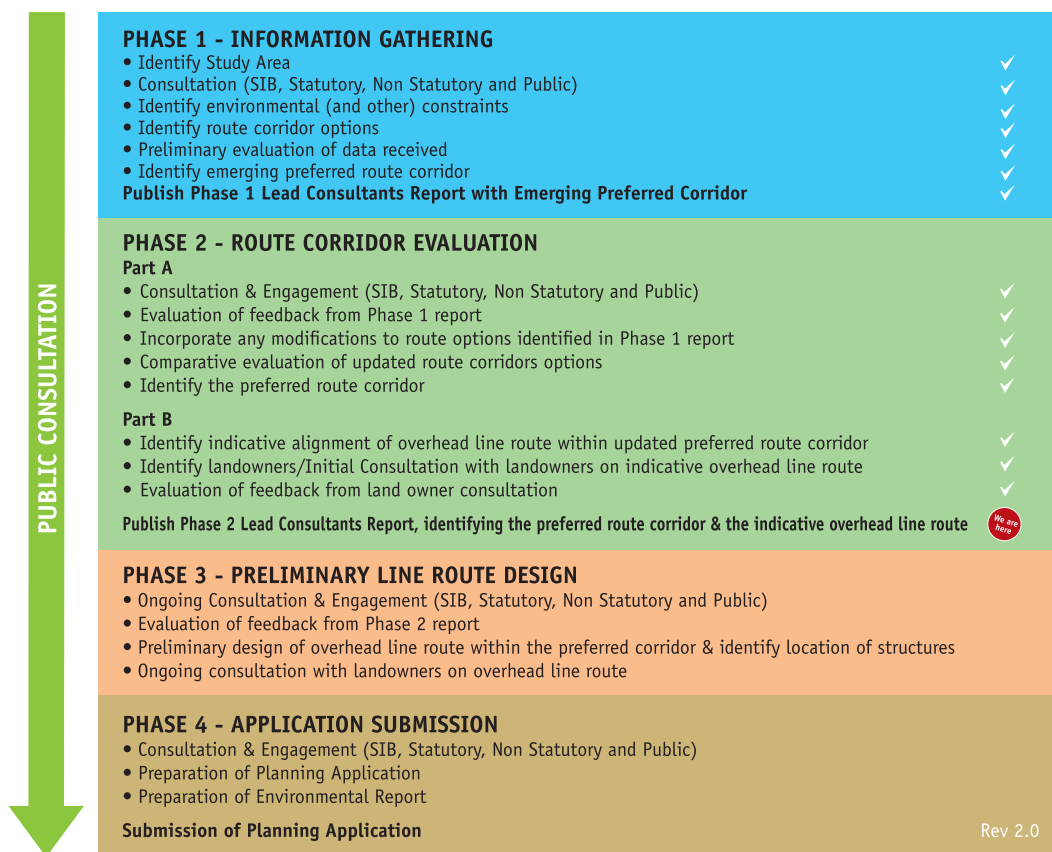 PUBLIC CONSULTATION
PHASE 1 - INFORMATION GATHERING
• Identify Study Area
• Consultation (SIB, Statutory, Non Statutory and Public)
• Identify environmental (and other) constraints
• Identify route corridor options
• Preliminary evaluation of data received
• Identify emerging preferred route corridor
Publish Phase 1 Lead Consultants Report with Emerging Preferred Corridor
PHASE 2 - ROUTE CORRIDOR EVALUATION
Part A
• Consultation & Engagement (SIB, Statutory, Non Statutory and Public)
• Evaluation of feedback from Phase 1 report
• Incorporate any modifications to route options identified in Phase 1 report
• Comparative evaluation of updated route corridors options
• Identify the preferred route corridor
Part B
• Identify indicative alignment of overhead line route within updated preferred route corridor
• Identify landowners/Initial Consultation with landowners on indicative overhead line route
• Evaluation of feedback from land owner consultation
Publish Phase 2 Lead Consultants Report, identifying the preferred route corridor & the indicative overhead line route
We are
here
PHASE 3 - PRELIMINARY LINE ROUTE DESIGN
• Ongoing Consultation & Engagement (SIB, Statutory, Non Statutory and Public)
• Evaluation of feedback from Phase 2 report
• Preliminary design of overhead line route within the preferred corridor & identify location of structures
• Ongoing consultation with landowners on overhead line route
PHASE 4 - APPLICATION SUBMISSION
• Consultation & Engagement (SIB, Statutory, Non Statutory and Public)
• Preparation of Planning Application
• Preparation of Environmental Report
Submission of Planning Application
Rev 2.0